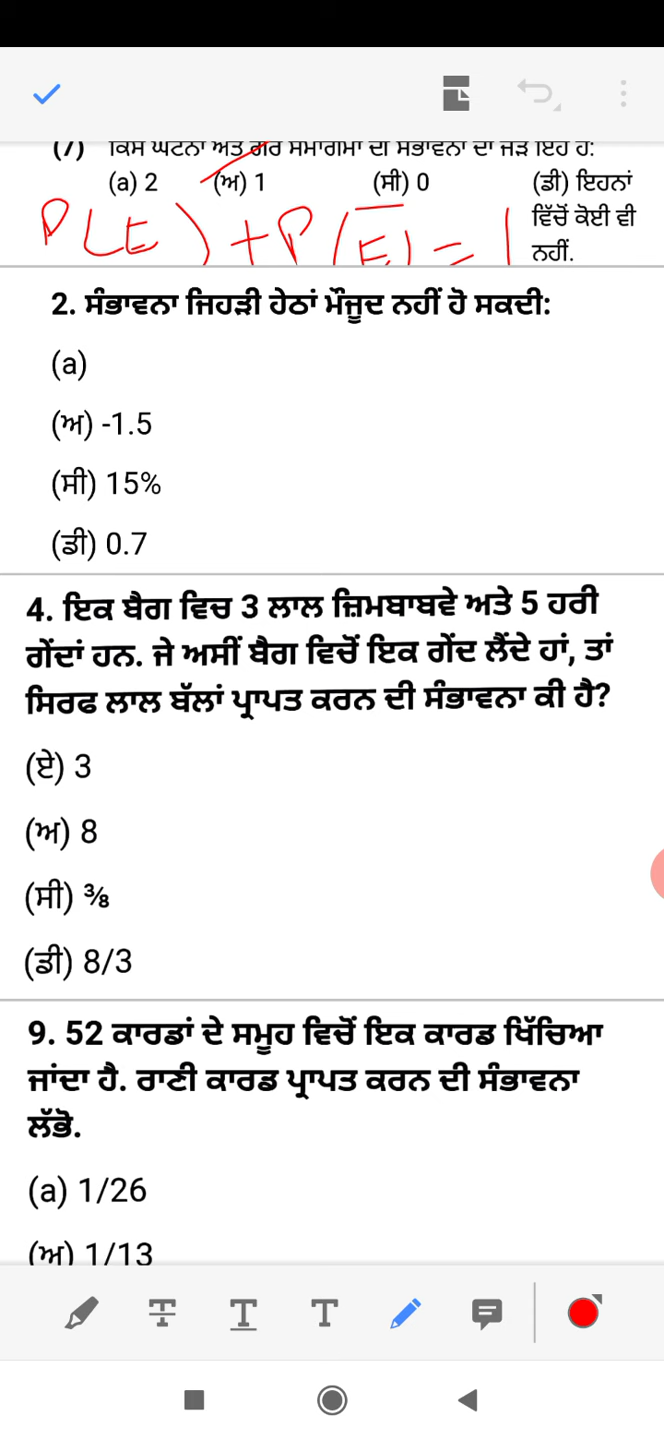 (7) ਕਿਸੇ ਘਟਨਾ ਅਤੇ ਗੈਰ ਸਮਾਗਮਾਂ ਦੀ ਸੰਭਾਵਨਾ ਦਾ ਜੋੜ ਇਹ ਹੈ:
(a) 2 (ਅ) 1 (ਸੀ) 0 (ਡੀ) ਇਹਨਾਂ
ਵਿੱਚੋਂ ਕੋਈ ਵੀ
ਨਹੀਂ.
P(E) + P(E̅) = 1
2. ਸੰਭਾਵਨਾ ਜਿਹੜੀ ਹੇਠਾਂ ਮੌਜੂਦ ਨਹੀਂ ਹੋ ਸਕਦੀ:
(a)
(ਅ) -1.5
(ਸੀ) 15%
(ਡੀ) 0.7
4. ਇਕ ਬੈਗ ਵਿਚ 3 ਲਾਲ ਜ਼ਿਮਬਾਬਵੇ ਅਤੇ 5 ਹਰੀ
ਗੇਂਦਾਂ ਹਨ. ਜੇ ਅਸੀਂ ਬੈਗ ਵਿਚੋਂ ਇਕ ਗੇਂਦ ਲੈਂਦੇ ਹਾਂ, ਤਾਂ
ਸਿਰਫ ਲਾਲ ਬੱਲਾਂ ਪ੍ਰਾਪਤ ਕਰਨ ਦੀ ਸੰਭਾਵਨਾ ਕੀ ਹੈ?
(ਏ) 3
(ਅ) 8
(ਸੀ) ⅜
(ਡੀ) 8/3
9. 52 ਕਾਰਡਾਂ ਦੇ ਸਮੂਹ ਵਿਚੋਂ ਇਕ ਕਾਰਡ ਖਿੱਚਿਆ
ਜਾਂਦਾ ਹੈ. ਰਾਣੀ ਕਾਰਡ ਪ੍ਰਾਪਤ ਕਰਨ ਦੀ ਸੰਭਾਵਨਾ
ਲੱਭੋ.
(a) 1/26
(ਅ) 1/13